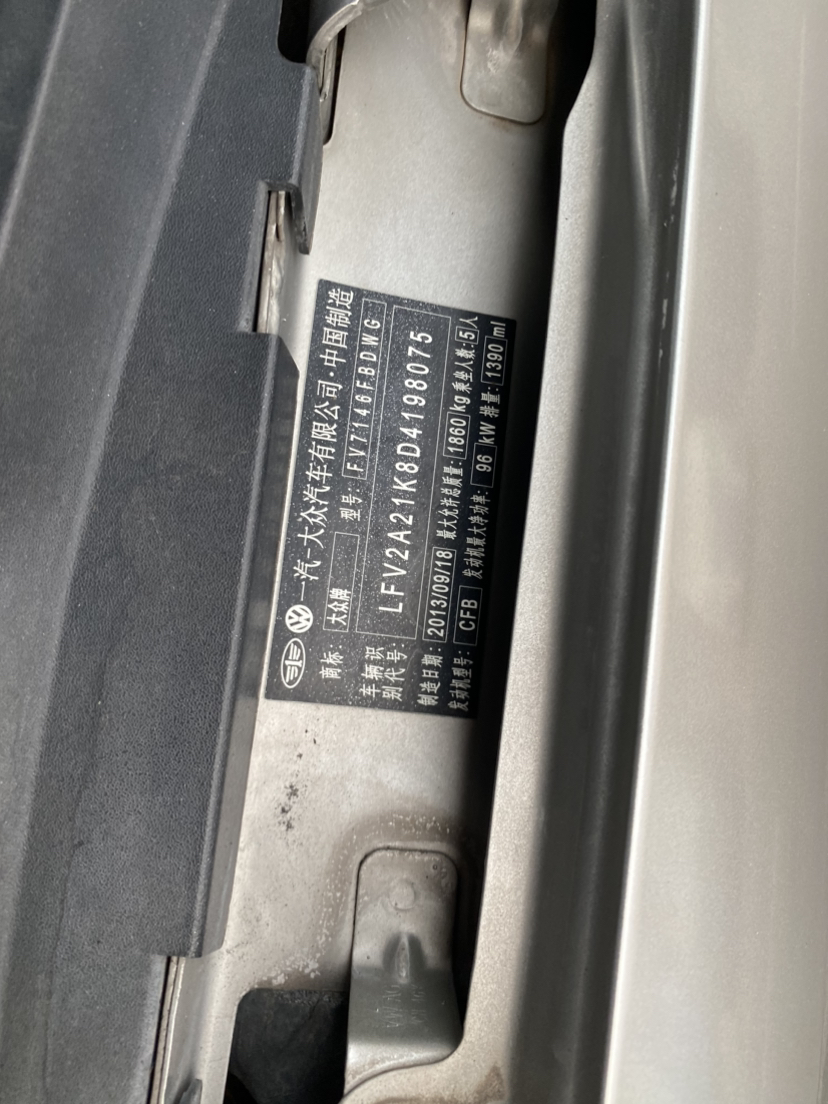 一汽-大众汽车有限公司·中国制造
商标: 大众牌 型号: FV7146FBDWG
车辆识别代号: LFV2A21K8D4198075
制造日期: 2013/09/18 最大允许总质量: 1860 kg 乘坐人数: 5 人
发动机型号: CFB 发动机最大净功率: 96 kW 排量: 1390 ml